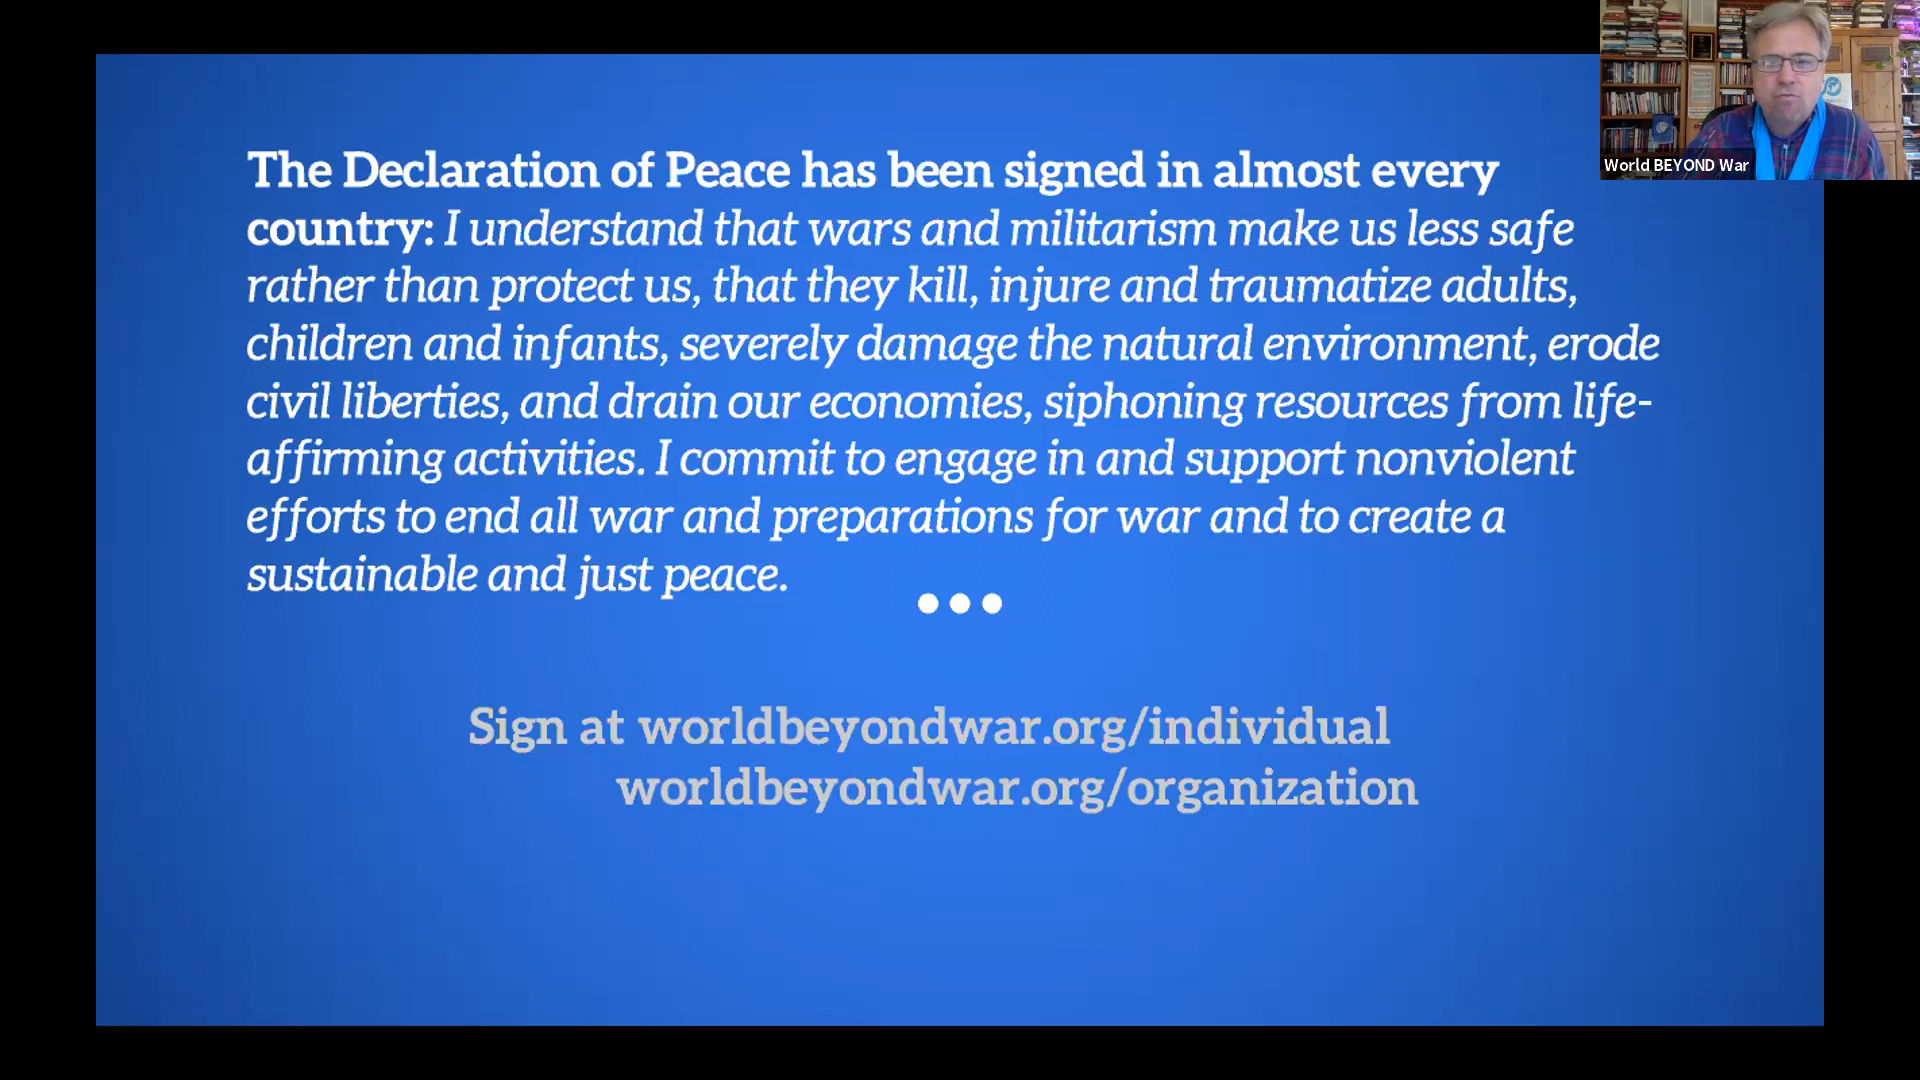 World BEYOND War
The Declaration of Peace has been signed in almost every
country: I understand that wars and militarism make us less safe
rather than protect us, that they kill, injure and traumatize adults,
children and infants, severely damage the natural environment, erode
civil liberties, and drain our economies, siphoning resources from life-
affirming activities. I commit to engage in and support nonviolent
efforts to end all war and preparations for war and to create a
sustainable and just peace.
Sign at worldbeyondwar.org/individual
worldbeyondwar.org/organization